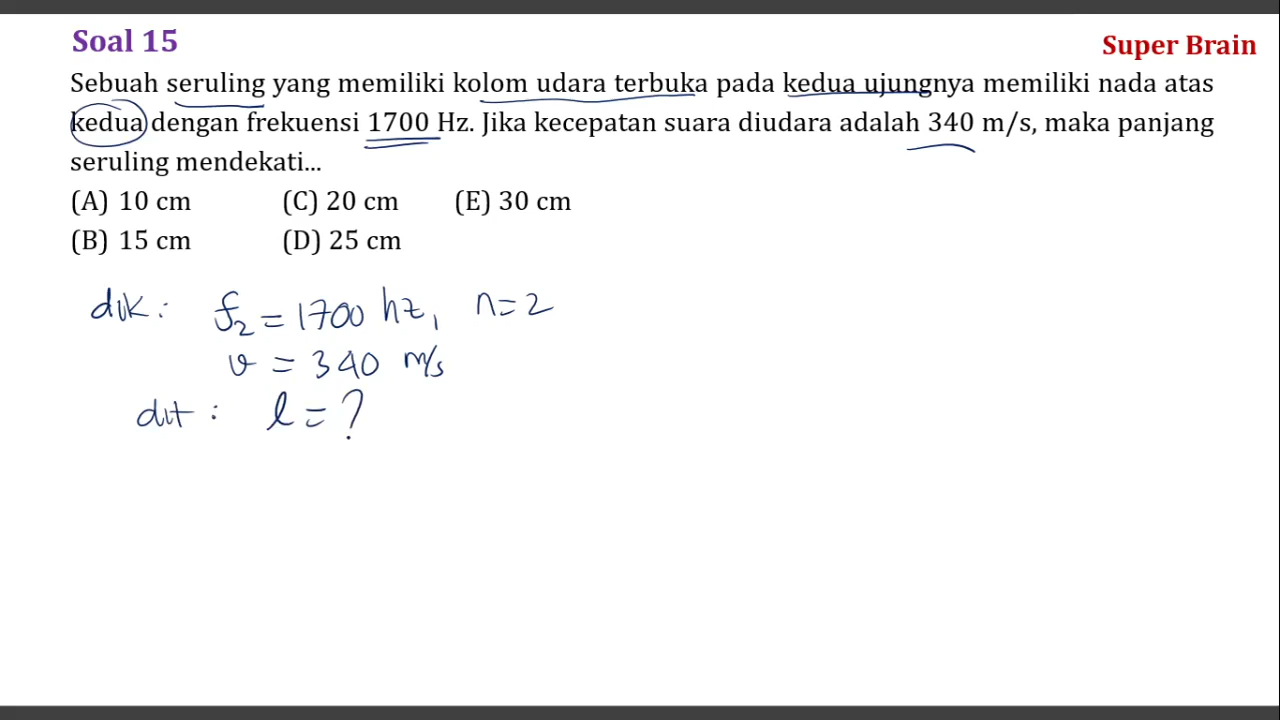 Soal 15
Super Brain
Sebuah seruling yang memiliki kolom udara terbuka pada kedua ujungnya memiliki nada atas
kedua dengan frekuensi 1700 Hz. Jika kecepatan suara diudara adalah 340 m/s, maka panjang
seruling mendekati...
(A) 10 cm (C) 20 cm (E) 30 cm
(B) 15 cm (D) 25 cm
dik: f₂ = 1700 hz, n=2
v = 340 m/s
dit: l = ?